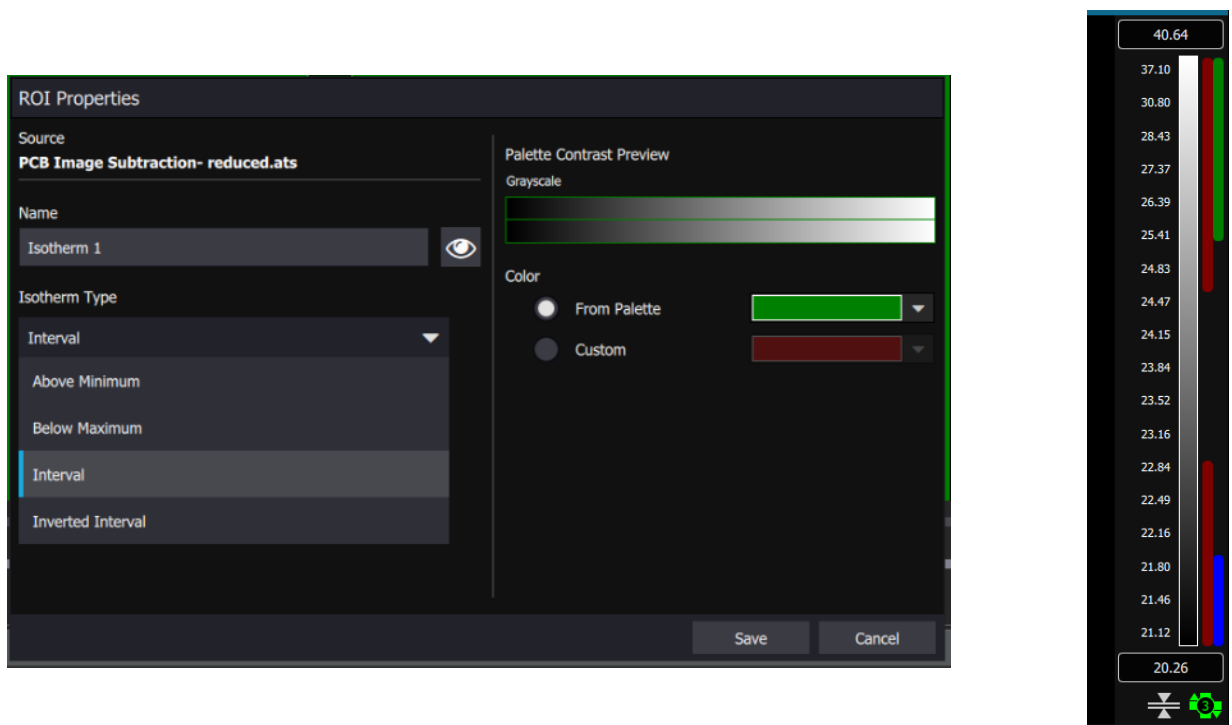 ROI Properties
Source
PCB Image Subtraction- reduced.ats
Name
Isotherm 1
Isotherm Type
Interval
Above Minimum
Below Maximum
Interval
Inverted Interval
Palette Contrast Preview
Grayscale
Color
From Palette
Custom
Save
Cancel
40.64
37.10
30.80
28.43
27.37
26.39
25.41
24.83
24.47
24.15
23.84
23.52
23.16
22.84
22.49
22.16
21.80
21.46
21.12
20.26
3